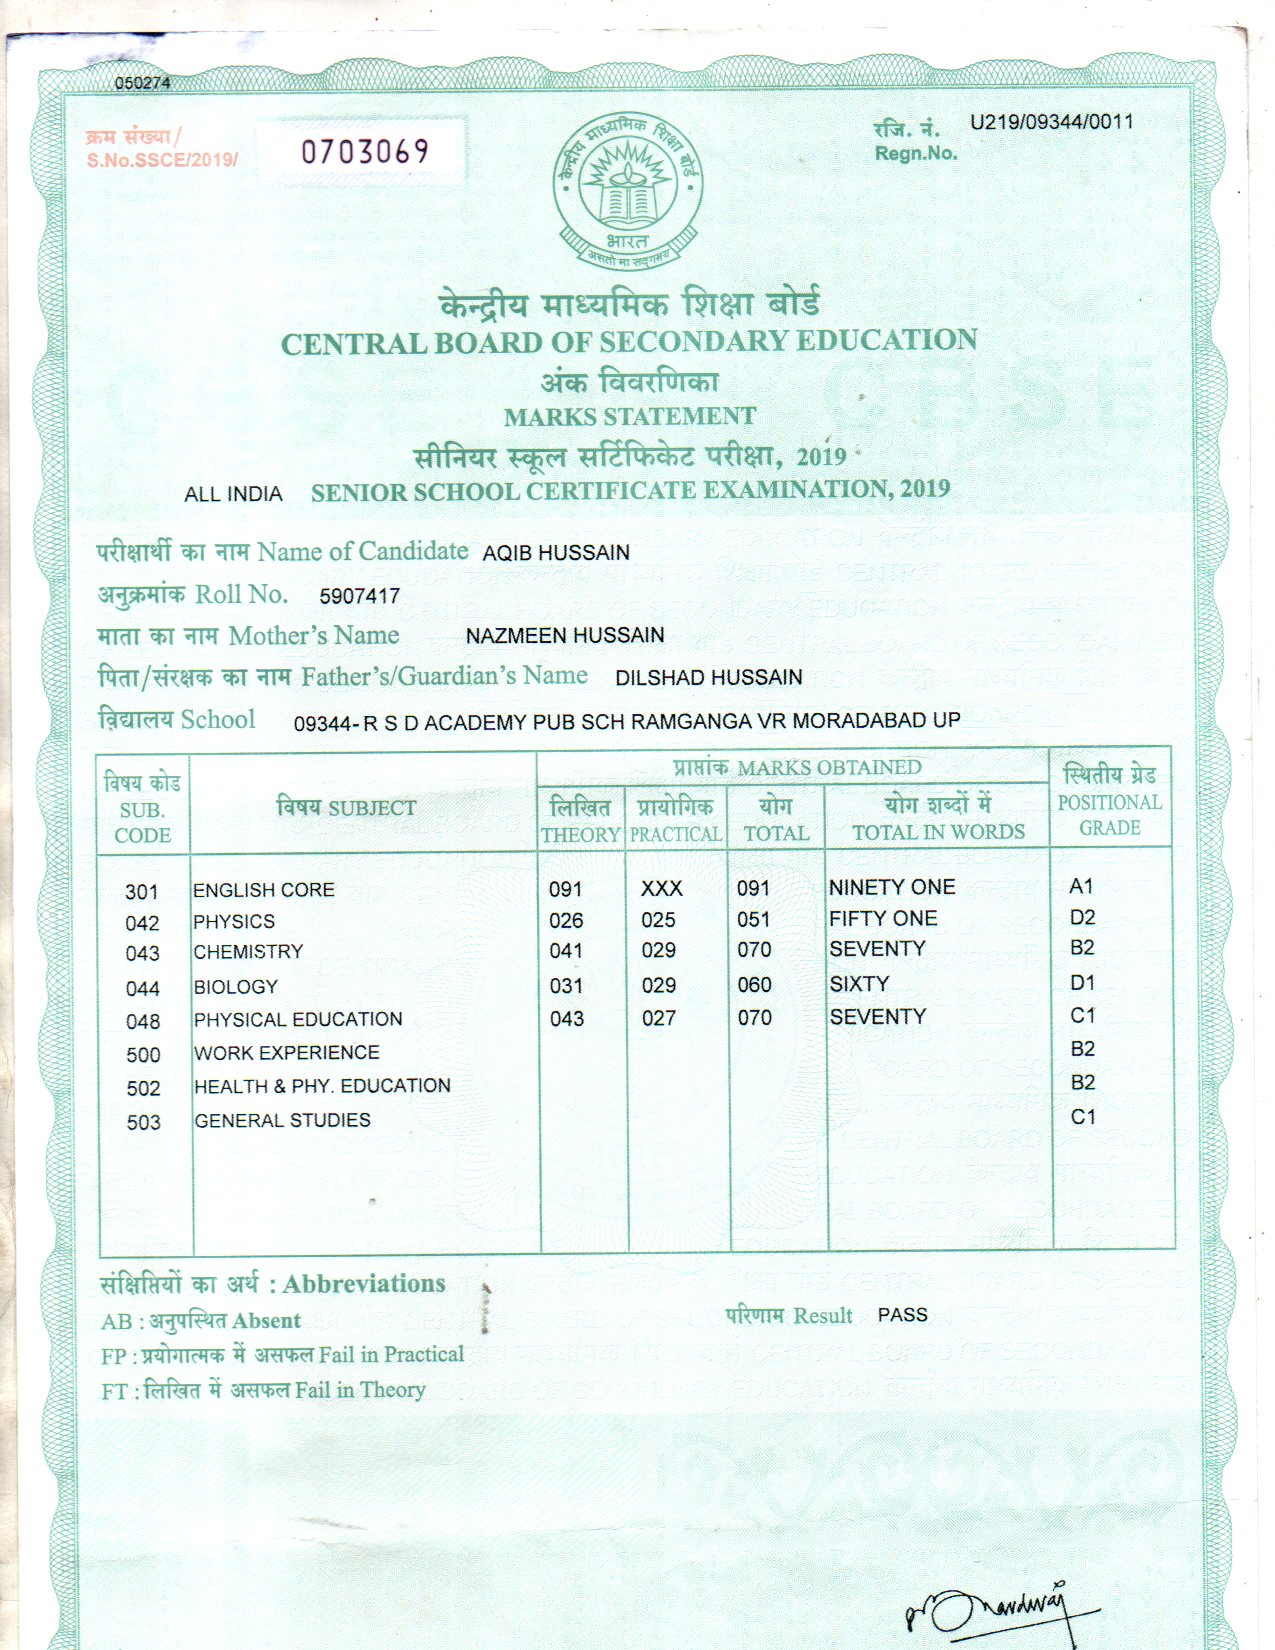 050274
क्रम संख्या/
S.No.SSCE/2019/ 0703069
रजि. नं. U219/09344/0011
Regn.No.
केन्द्रीय माध्यमिक शिक्षा बोर्ड
भारत
असतो मा सद्गमय
केन्द्रीय माध्यमिक शिक्षा बोर्ड
CENTRAL BOARD OF SECONDARY EDUCATION
अंक विवरणिका
MARKS STATEMENT
सीनियर स्कूल सर्टिफिकेट परीक्षा, 2019
ALL INDIA SENIOR SCHOOL CERTIFICATE EXAMINATION, 2019
परीक्षार्थी का नाम Name of Candidate AQIB HUSSAIN
अनुक्रमांक Roll No. 5907417
माता का नाम Mother's Name NAZMEEN HUSSAIN
पिता/संरक्षक का नाम Father's/Guardian's Name DILSHAD HUSSAIN
विद्यालय School 09344- R S D ACADEMY PUB SCH RAMGANGA VR MORADABAD UP
विषय कोड SUB. CODE विषय SUBJECT प्राप्तांक MARKS OBTAINED स्थितीय ग्रेड POSITIONAL GRADE
लिखित THEORY प्रायोगिक PRACTICAL योग TOTAL योग शब्दों में TOTAL IN WORDS
301 ENGLISH CORE 091 XXX 091 NINETY ONE A1
042 PHYSICS 026 025 051 FIFTY ONE D2
043 CHEMISTRY 041 029 070 SEVENTY B2
044 BIOLOGY 031 029 060 SIXTY D1
048 PHYSICAL EDUCATION 043 027 070 SEVENTY C1
500 WORK EXPERIENCE B2
502 HEALTH & PHY. EDUCATION B2
503 GENERAL STUDIES C1
संक्षिप्तियों का अर्थ : Abbreviations
AB : अनुपस्थित Absent
परिणाम Result PASS
FP : प्रयोगात्मक में असफल Fail in Practical
FT : लिखित में असफल Fail in Theory